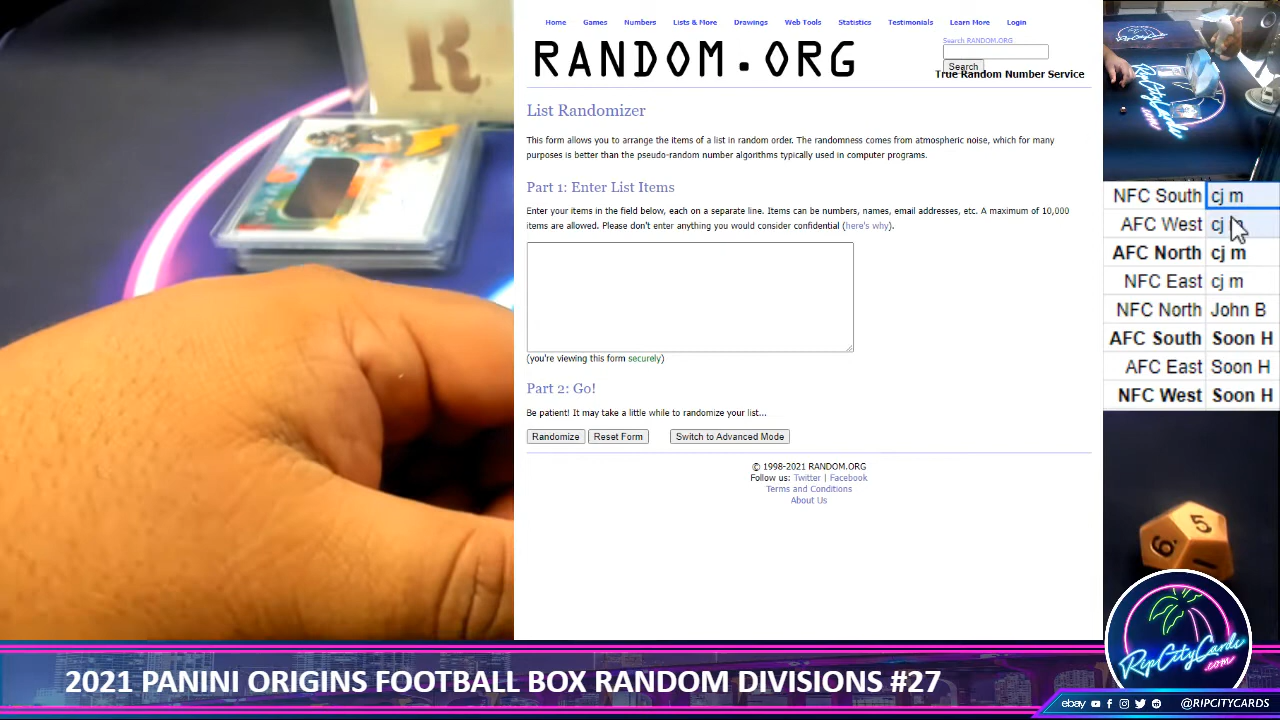 R
Home Games Numbers Lists & More Drawings Web Tools Statistics Testimonials Learn More Login
RANDOM.ORG
Search RANDOM.ORG
Search
True Random Number Service
List Randomizer
This form allows you to arrange the items of a list in random order. The randomness comes from atmospheric noise, which for many
purposes is better than the pseudo-random number algorithms typically used in computer programs.
Part 1: Enter List Items
Enter your items in the field below, each on a separate line. Items can be numbers, names, email addresses, etc. A maximum of 10,000
items are allowed. Please don't enter anything you would consider confidential (here's why).
(you're viewing this form securely)
Part 2: Go!
Be patient! It may take a little while to randomize your list...
Randomize Reset Form Switch to Advanced Mode
© 1998-2021 RANDOM.ORG
Follow us: Twitter | Facebook
Terms and Conditions
About Us
RipCityCards
NFC South cj m
AFC West cj
AFC North cj m
NFC East cj m
NFC North John B
AFC South Soon H
AFC East Soon H
NFC West Soon H
5
6.
RipCityCards
.com
2021 PANINI ORIGINS FOOTBALL BOX RANDOM DIVISIONS #27
ebay @RIPCITYCARDS